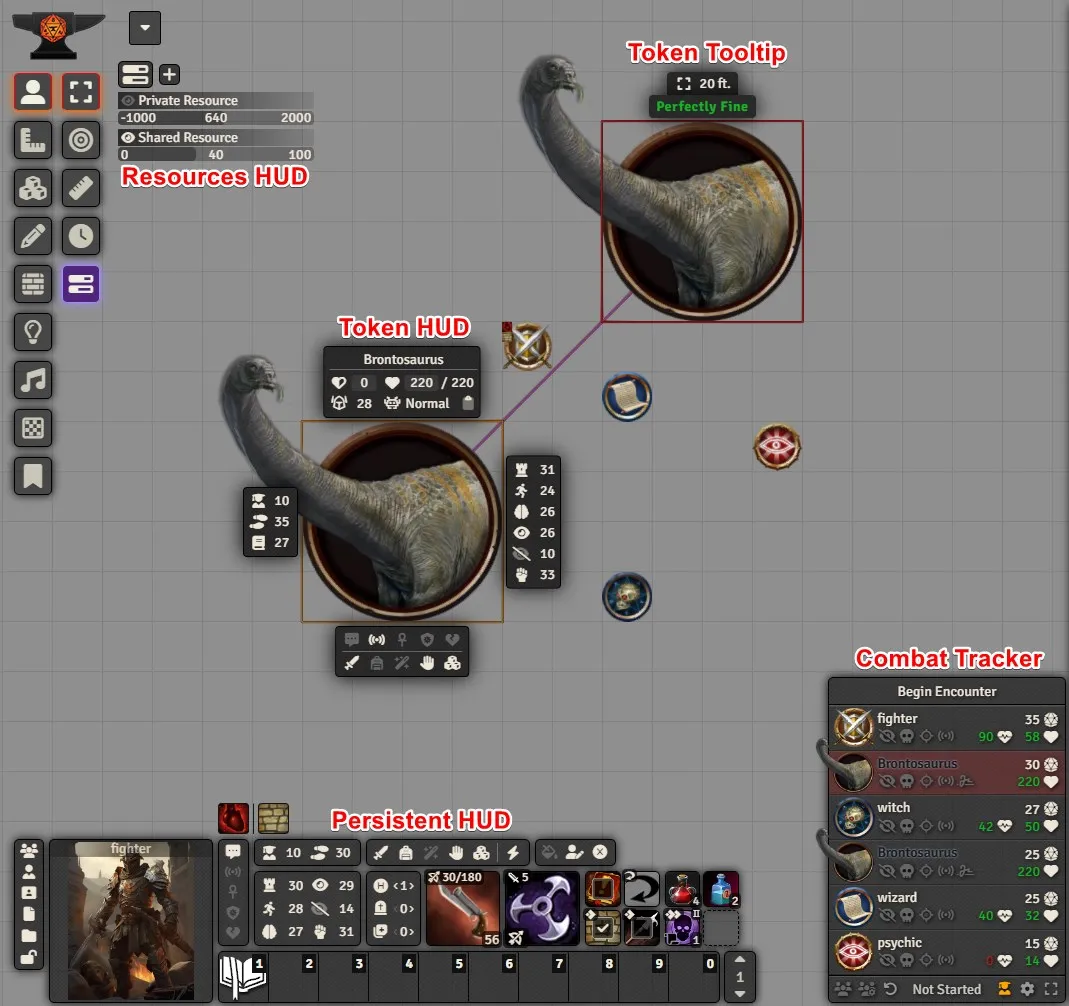 Token Tooltip
20 ft.
Perfectly Fine
Private Resource
-1000 640 2000
Shared Resource
0 40 100
Resources HUD
Token HUD
Brontosaurus
0 220 / 220
28 Normal
10
35
27
31
24
26
26
10
33
Combat Tracker
Begin Encounter
fighter 35
90 58
Brontosaurus 30
220
witch 27
42 50
Brontosaurus 25
220
wizard 25
40 32
psychic 15
0 14
Not Started
Persistent HUD
fighter
10 30
30 29
28 14
27 31
H <1>
<0>
<0>
30/180
56
5
4
2
II
1
1 2 3 4 5 6 7 8 9 0
1